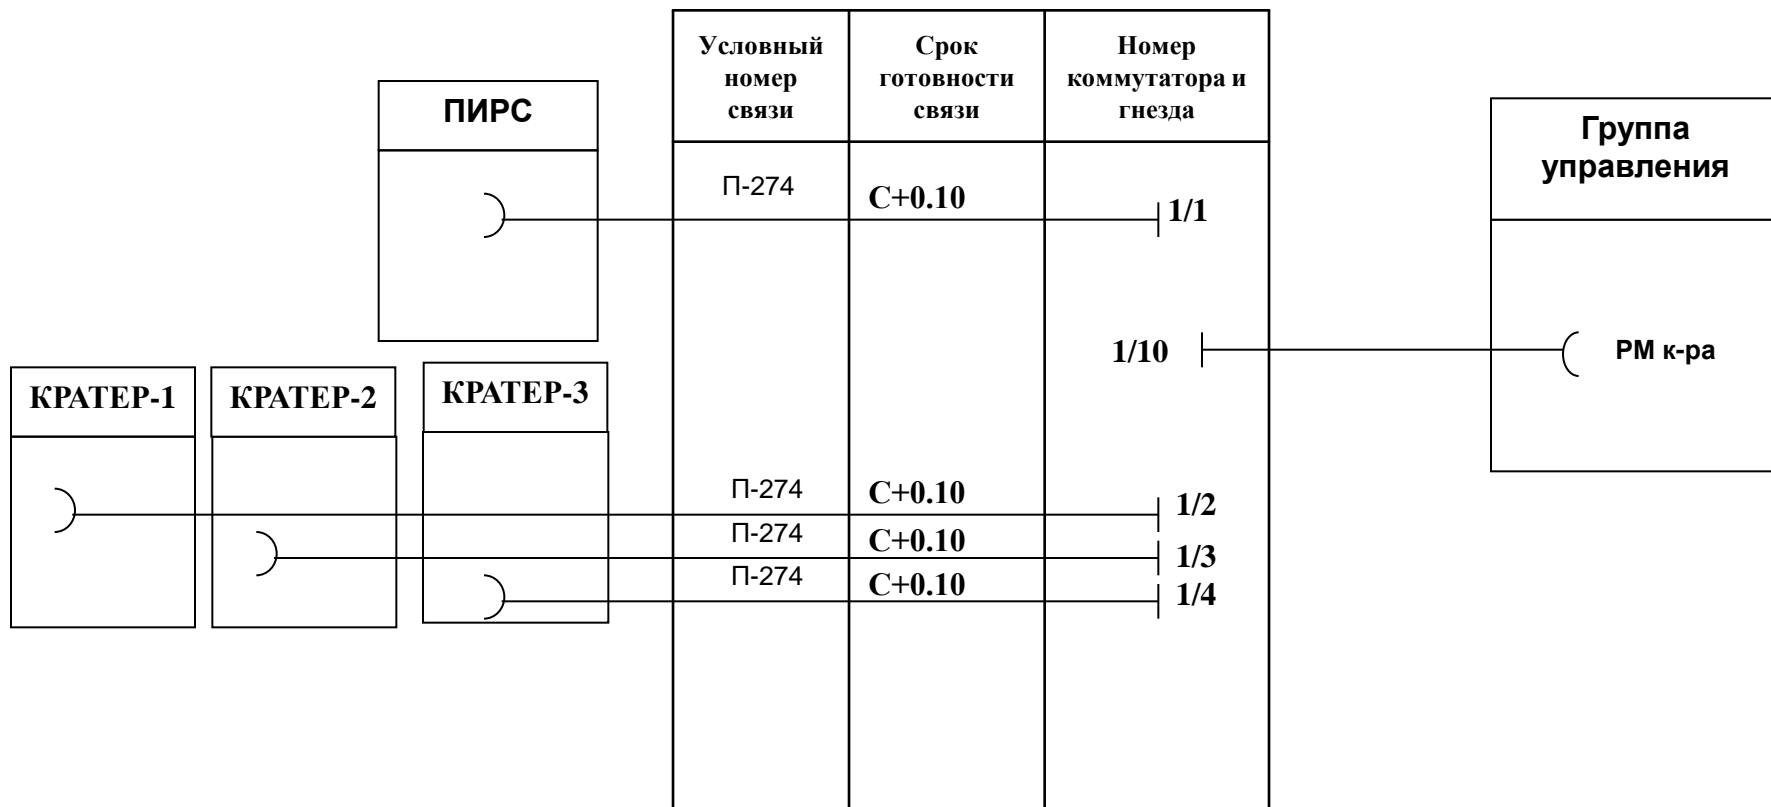 Условный
номер
связи
Срок
готовности
связи
Номер
коммутатора и
гнезда
ПИРС
Группа
управления
П-274
С+0.10
1/1
1/10
РМ к-ра
КРАТЕР-1
КРАТЕР-2
КРАТЕР-3
П-274
С+0.10
1/2
П-274
С+0.10
1/3
П-274
С+0.10
1/4